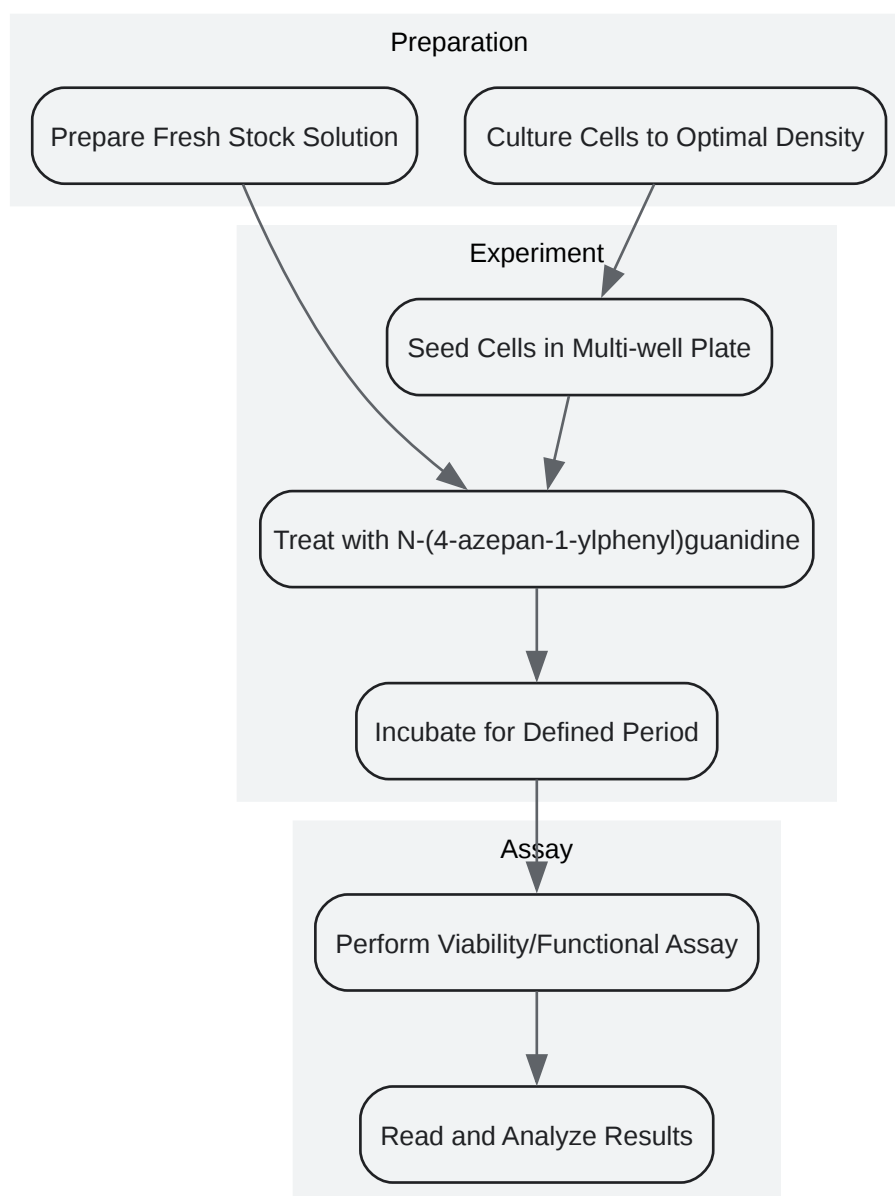 Preparation
Prepare Fresh Stock Solution
Culture Cells to Optimal Density
Experiment
Seed Cells in Multi-well Plate
Treat with N-(4-azepan-1-ylphenyl)guanidine
Incubate for Defined Period
Assay
Perform Viability/Functional Assay
Read and Analyze Results